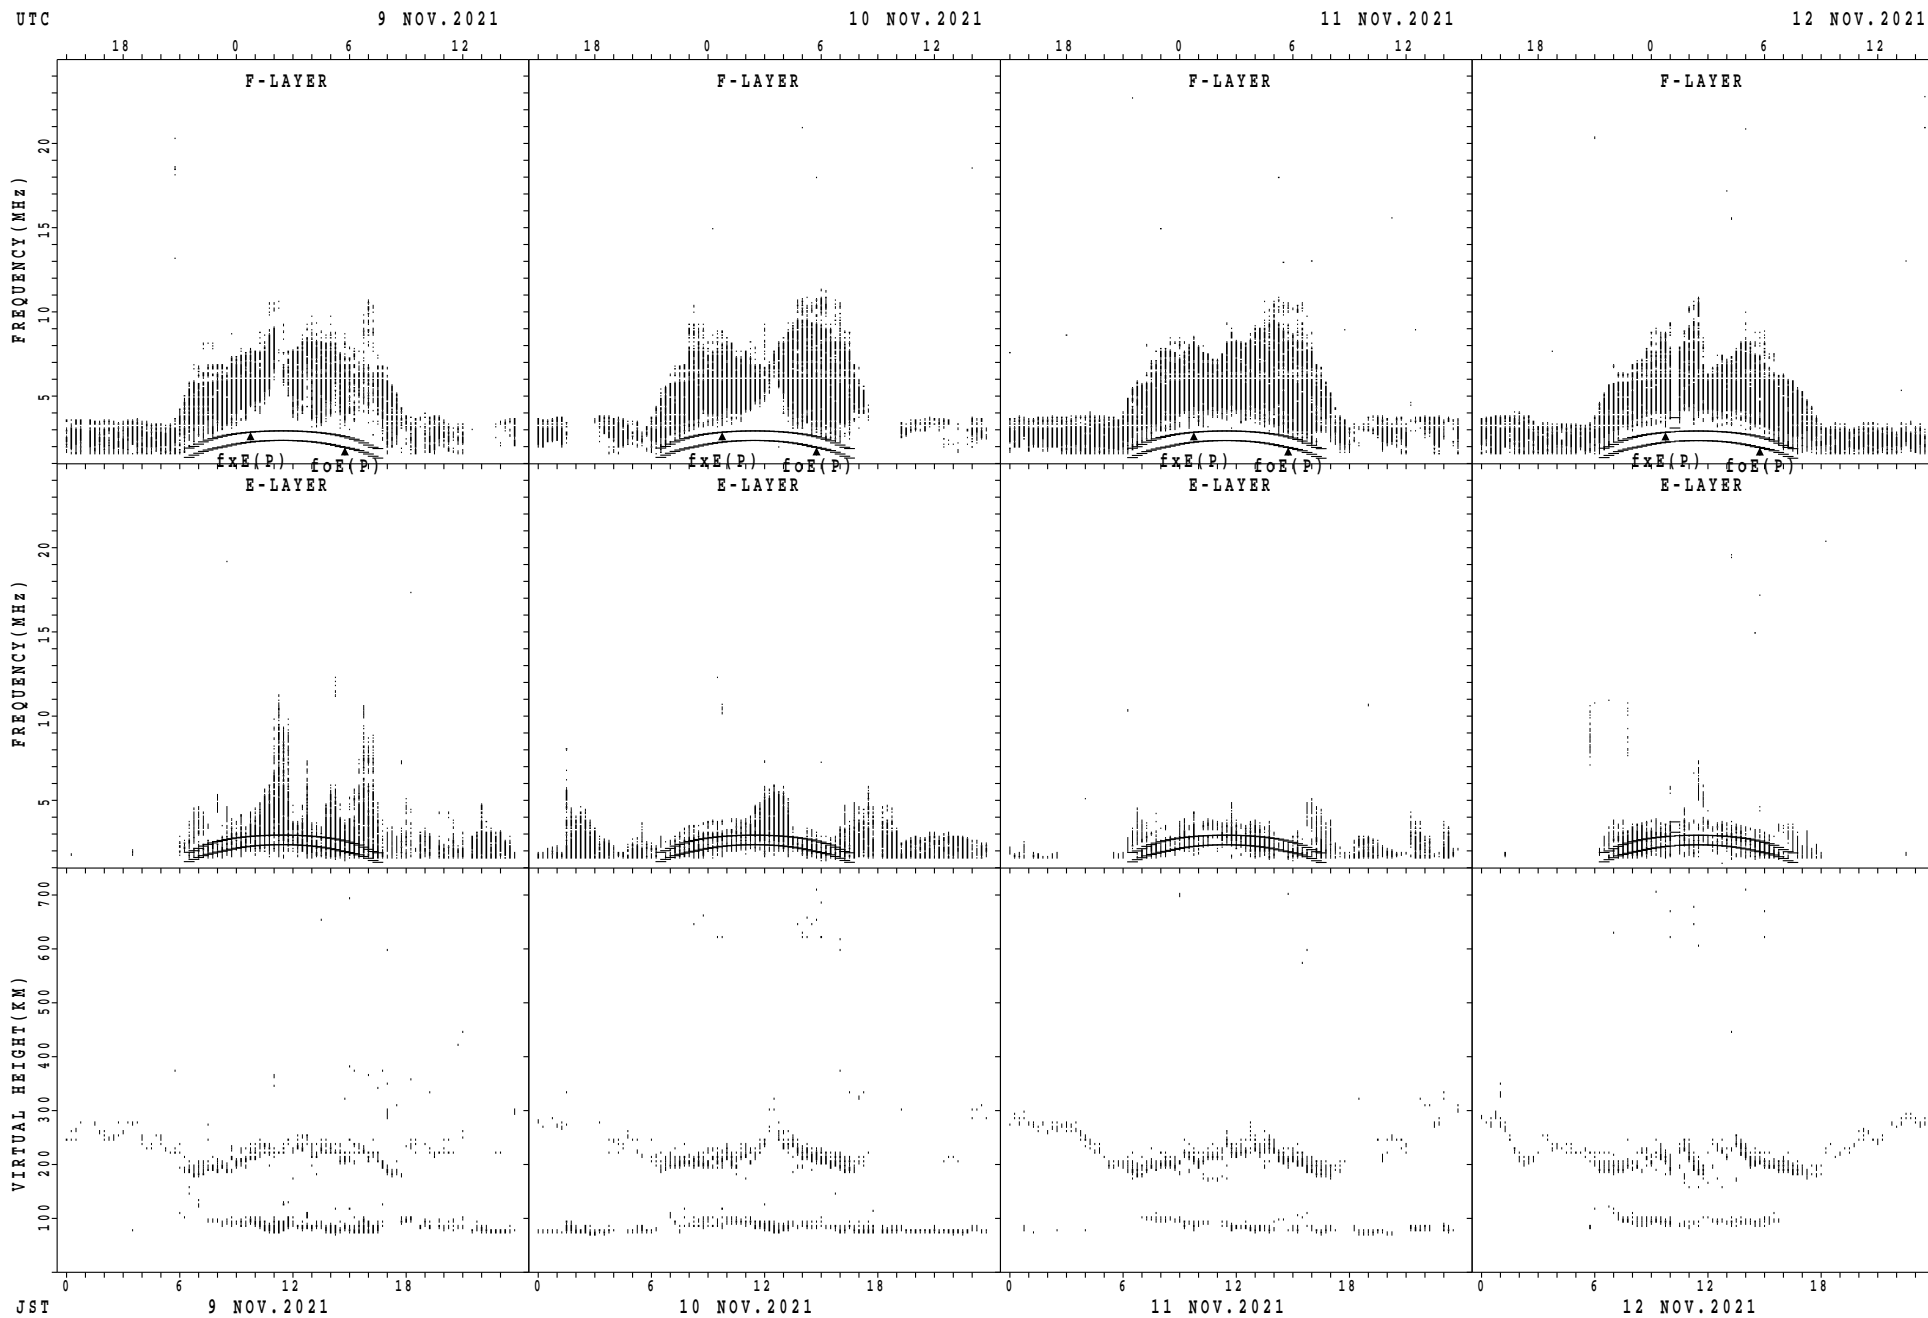 UTC 9 NOV.2021 10 NOV.2021 11 NOV.2021 12 NOV.2021
18 0 6 12 18 0 6 12 18 0 6 12 18 0 6 12
F-LAYER F-LAYER F-LAYER F-LAYER
FREQUENCY(MHz)
20
15
10
5
fxE(P) foE(P) fxE(P) foE(P) fxE(P) foE(P) fxE(P) foE(P)
E-LAYER E-LAYER E-LAYER E-LAYER
FREQUENCY(MHz)
20
15
10
5
VIRTUAL HEIGHT(KM)
700
600
500
400
300
200
100
0 6 12 18 0 6 12 18 0 6 12 18 0 6 12 18
JST 9 NOV.2021 10 NOV.2021 11 NOV.2021 12 NOV.2021